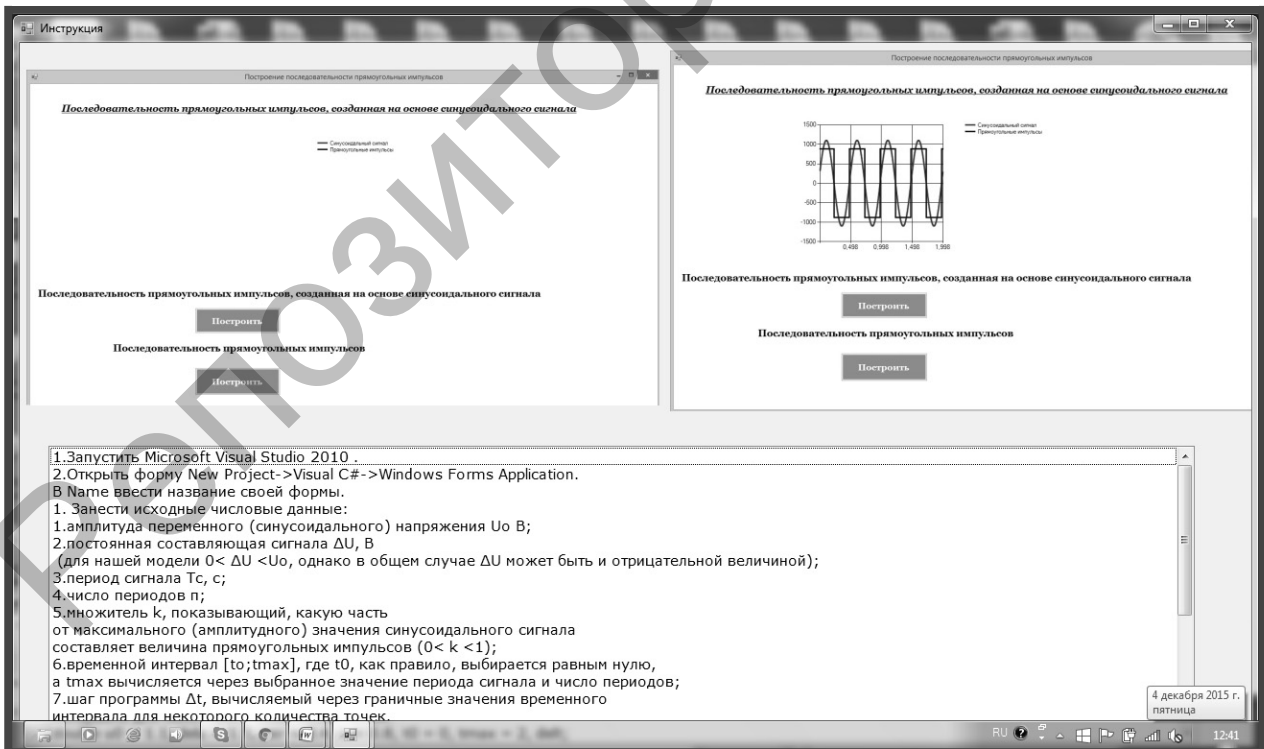 Инструкция
Построение последовательности прямоугольных импульсов
Последовательность прямоугольных импульсов, созданная на основе синусоидального сигнала
Синусоидальный сигнал
Прямоугольные импульсы
Последовательность прямоугольных импульсов, созданная на основе синусоидального сигнала
Построить
Последовательность прямоугольных импульсов
Построить
Построение последовательности прямоугольных импульсов
Последовательность прямоугольных импульсов, созданная на основе синусоидального сигнала
Синусоидальный сигнал
Прямоугольные импульсы
1500
1000
500
0
-500
-1000
-1500
0,498 0,998 1,498 1,998
Последовательность прямоугольных импульсов, созданная на основе синусоидального сигнала
Построить
Последовательность прямоугольных импульсов
Построить
1.Запустить Microsoft Visual Studio 2010 .
2.Открыть форму New Project->Visual C#->Windows Forms Application.
В Name ввести название своей формы.
1. Занести исходные числовые данные:
1.амплитуда переменного (синусоидального) напряжения Uo В;
2.постоянная составляющая сигнала ΔU, В
(для нашей модели 0< ΔU <Uo, однако в общем случае ΔU может быть и отрицательной величиной);
3.период сигнала Тс, с;
4.число периодов п;
5.множитель k, показывающий, какую часть
от максимального (амплитудного) значения синусоидального сигнала
составляет величина прямоугольных импульсов (0< k <1);
6.временной интервал [to;tmax], где t0, как правило, выбирается равным нулю,
а tmax вычисляется через выбранное значение периода сигнала и число периодов;
7.шаг программы Δt, вычисляемый через граничные значения временного
интервала для некоторого количества точек.
4 декабря 2015 г.
пятница
RU
12:41
Репозитор